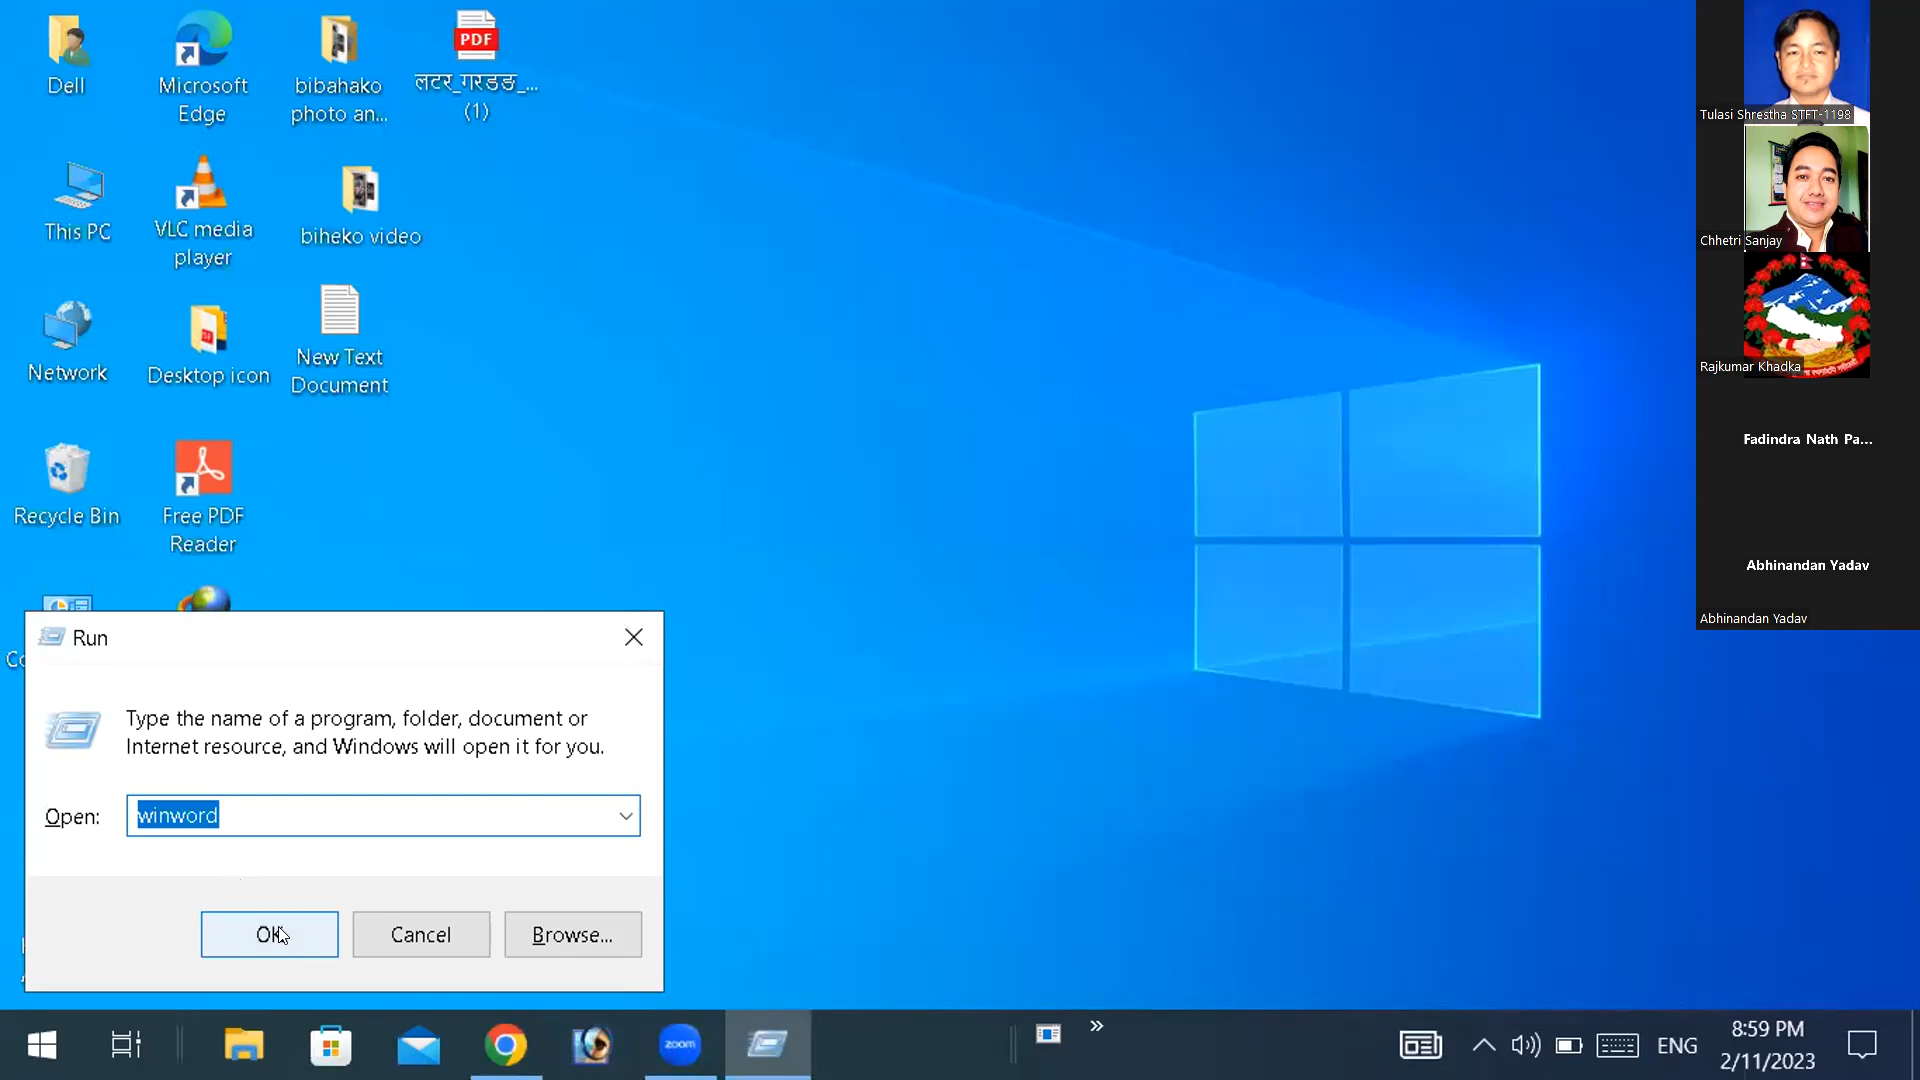 Dell
Microsoft
Edge
bibahako
photo an...
PDF
लटर_गरडङ_...
(1)
This PC
VLC media
player
biheko video
Network
Desktop icon
New Text
Document
Recycle Bin
Free PDF
Reader
Run
Type the name of a program, folder, document or
Internet resource, and Windows will open it for you.
Open:
winword
OK
Cancel
Browse...
Tulasi Shrestha STFT-1198
Chhetri Sanjay
Rajkumar Khadka
Fadindra Nath Pa...
Abhinandan Yadav
Abhinandan Yadav
zoom
ENG
8:59 PM
2/11/2023